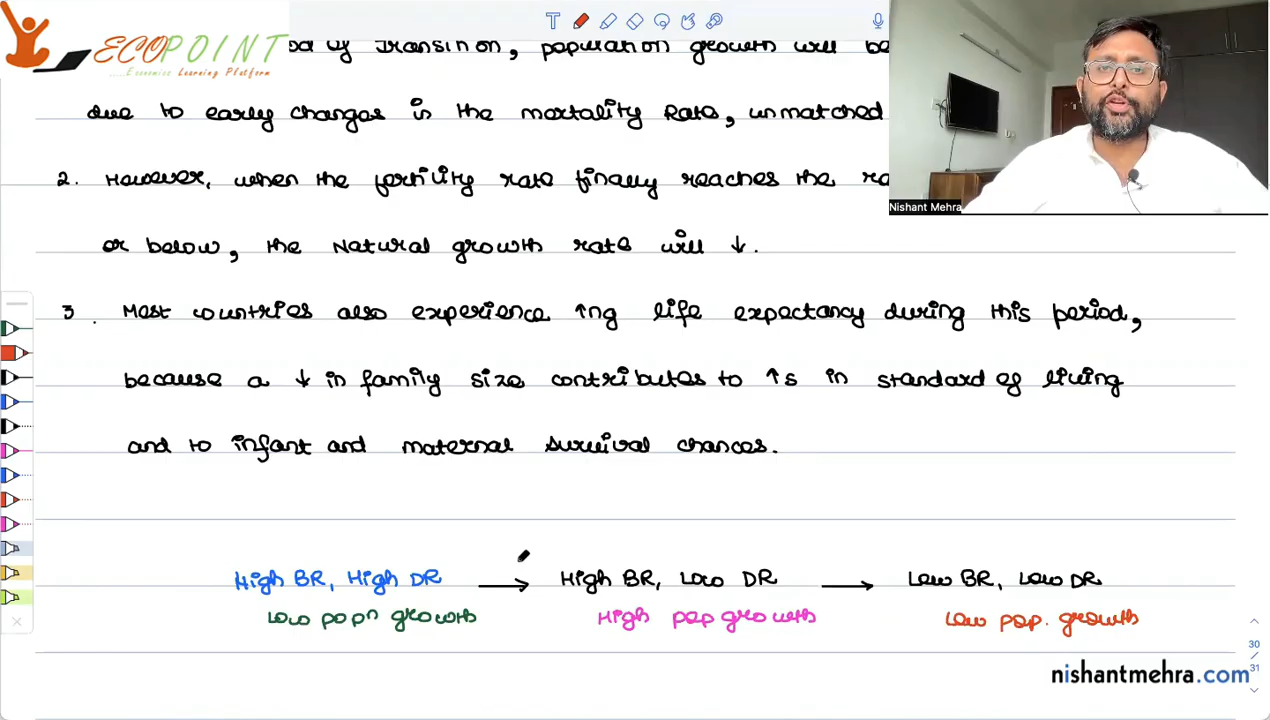 ECOPOINT
....Economics Learning Platform
od of Transition, population growth will be
due to early changes in the mortality Rate, unmatched
2. However, when the fertility rate finally reaches the
or below, the Natural growth rate will ↓.
Nishant Mehra
3. Most countries also experience ↑ng life expectancy during this period,
because a ↓ in family size contributes to ↑s in standard of living
and to infant and maternal survival chances.
High BR, High DR → High BR, Low DR → Low BR, Low DR
Low popn growth High pop growth Low pop. growth
30
/
31
nishantmehra.com